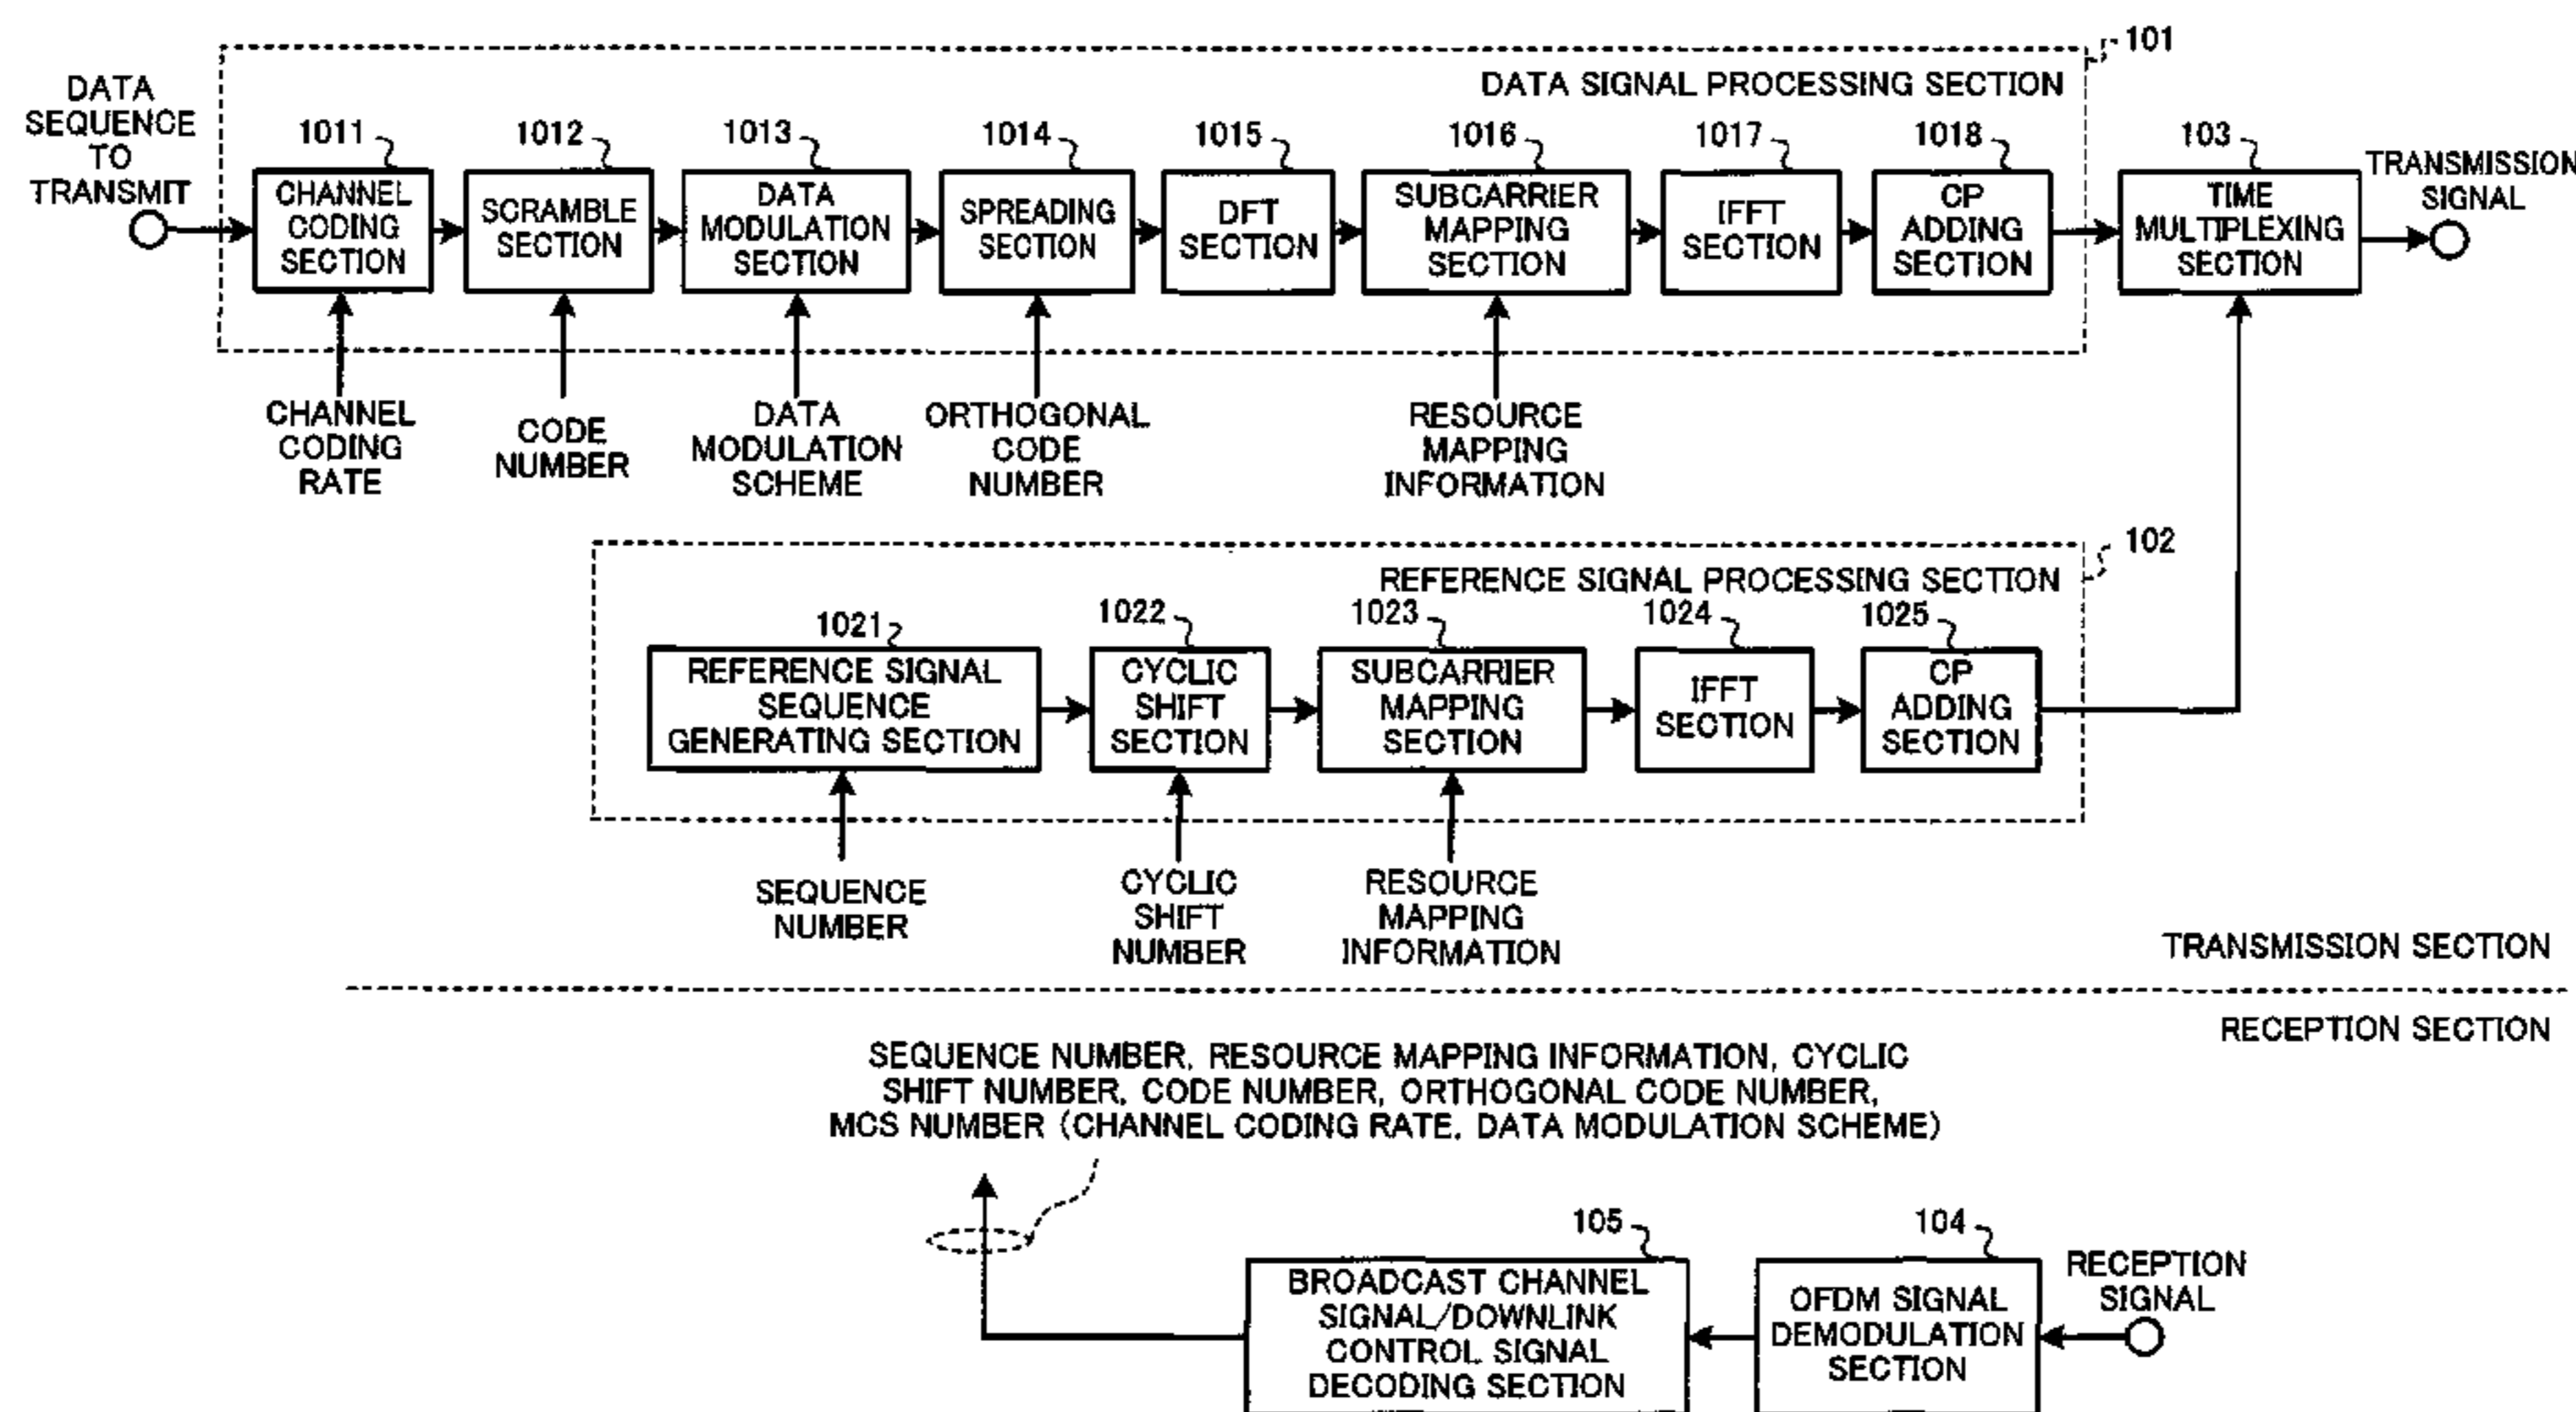 101
DATA SIGNAL PROCESSING SECTION
DATA
SEQUENCE
TO
TRANSMIT
1011
CHANNEL
CODING
SECTION
1012
SCRAMBLE
SECTION
1013
DATA
MODULATION
SECTION
1014
SPREADING
SECTION
1015
DFT
SECTION
1016
SUBCARRIER
MAPPING
SECTION
1017
IFFT
SECTION
1018
CP
ADDING
SECTION
103
TIME
MULTIPLEXING
SECTION
TRANSMISSION
SIGNAL
CHANNEL
CODING
RATE
CODE
NUMBER
DATA
MODULATION
SCHEME
ORTHOGONAL
CODE
NUMBER
RESOURCE
MAPPING
INFORMATION
102
REFERENCE SIGNAL PROCESSING SECTION
1021
REFERENCE SIGNAL
SEQUENCE
GENERATING SECTION
1022
CYCLIC
SHIFT
SECTION
1023
SUBCARRIER
MAPPING
SECTION
1024
IFFT
SECTION
1025
CP
ADDING
SECTION
SEQUENCE
NUMBER
CYCLIC
SHIFT
NUMBER
RESOURCE
MAPPING
INFORMATION
TRANSMISSION SECTION
RECEPTION SECTION
SEQUENCE NUMBER, RESOURCE MAPPING INFORMATION, CYCLIC
SHIFT NUMBER, CODE NUMBER, ORTHOGONAL CODE NUMBER,
MCS NUMBER (CHANNEL CODING RATE, DATA MODULATION SCHEME)
105
BROADCAST CHANNEL
SIGNAL/DOWNLINK
CONTROL SIGNAL
DECODING SECTION
104
OFDM SIGNAL
DEMODULATION
SECTION
RECEPTION
SIGNAL